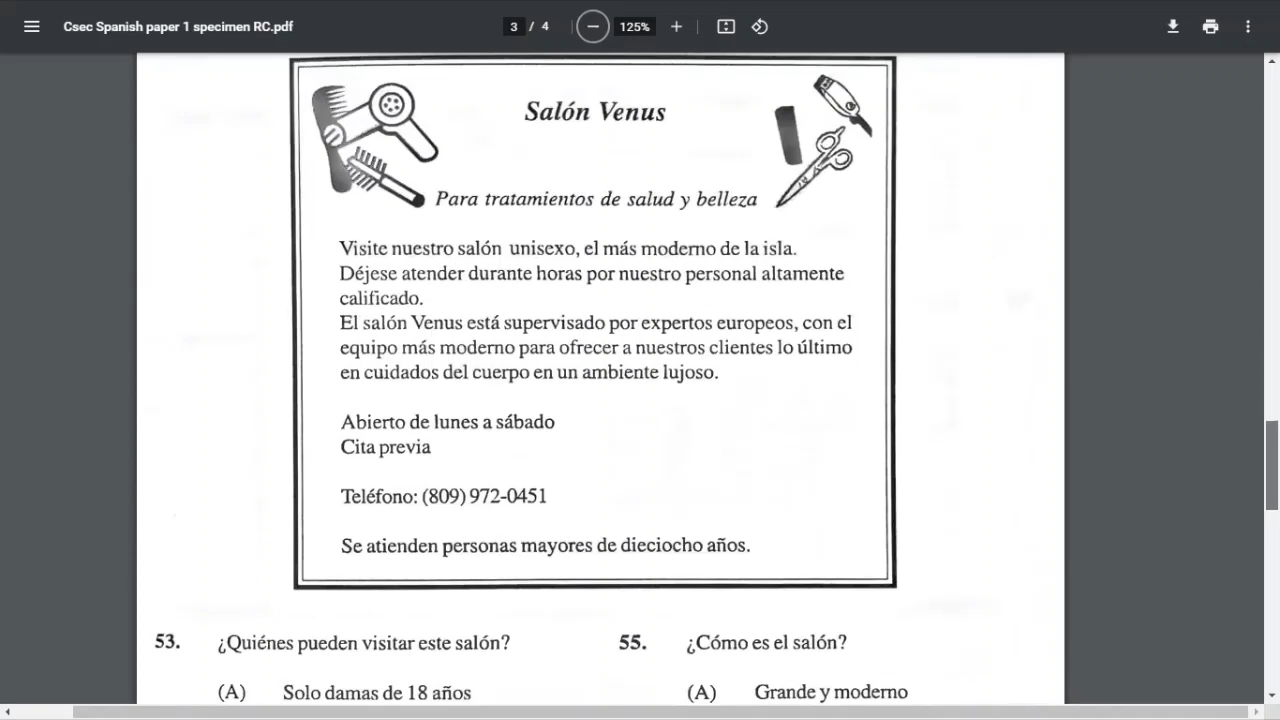 Csec Spanish paper 1 specimen RC.pdf
3 / 4
125%
Salón Venus
Para tratamientos de salud y belleza
Visite nuestro salón unisexo, el más moderno de la isla.
Déjese atender durante horas por nuestro personal altamente
calificado.
El salón Venus está supervisado por expertos europeos, con el
equipo más moderno para ofrecer a nuestros clientes lo último
en cuidados del cuerpo en un ambiente lujoso.
Abierto de lunes a sábado
Cita previa
Teléfono: (809) 972-0451
Se atienden personas mayores de dieciocho años.
53. ¿Quiénes pueden visitar este salón?
(A) Solo damas de 18 años
55. ¿Cómo es el salón?
(A) Grande y moderno